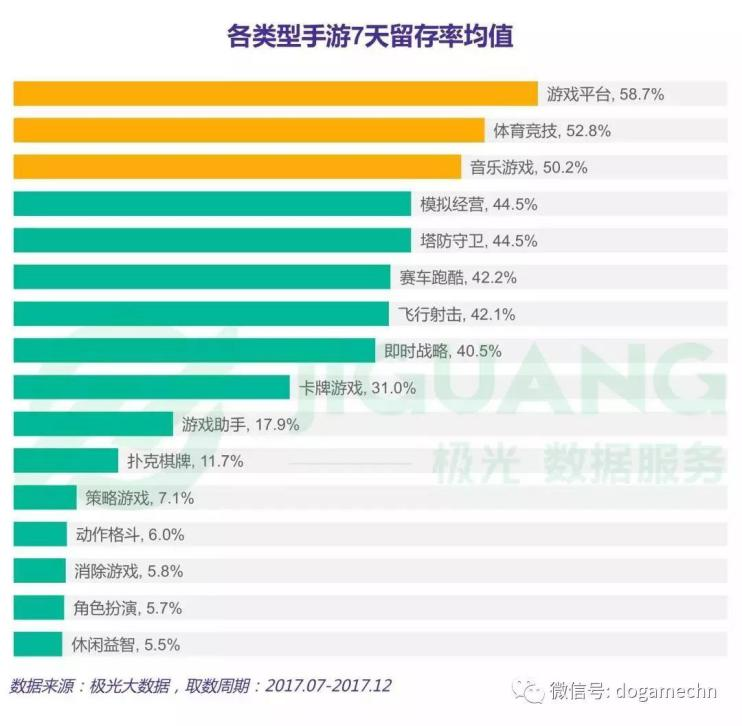 各类型手游7天留存率均值
游戏平台, 58.7%
体育竞技, 52.8%
音乐游戏, 50.2%
模拟经营, 44.5%
塔防守卫, 44.5%
赛车跑酷, 42.2%
飞行射击, 42.1%
即时战略, 40.5%
卡牌游戏, 31.0%
JIGUANG
游戏助手, 17.9%
扑克棋牌, 11.7%
极光 数据服务
策略游戏, 7.1%
动作格斗, 6.0%
消除游戏, 5.8%
角色扮演, 5.7%
休闲益智, 5.5%
数据来源：极光大数据，取数周期：2017.07-2017.12
微信号: dogamechn